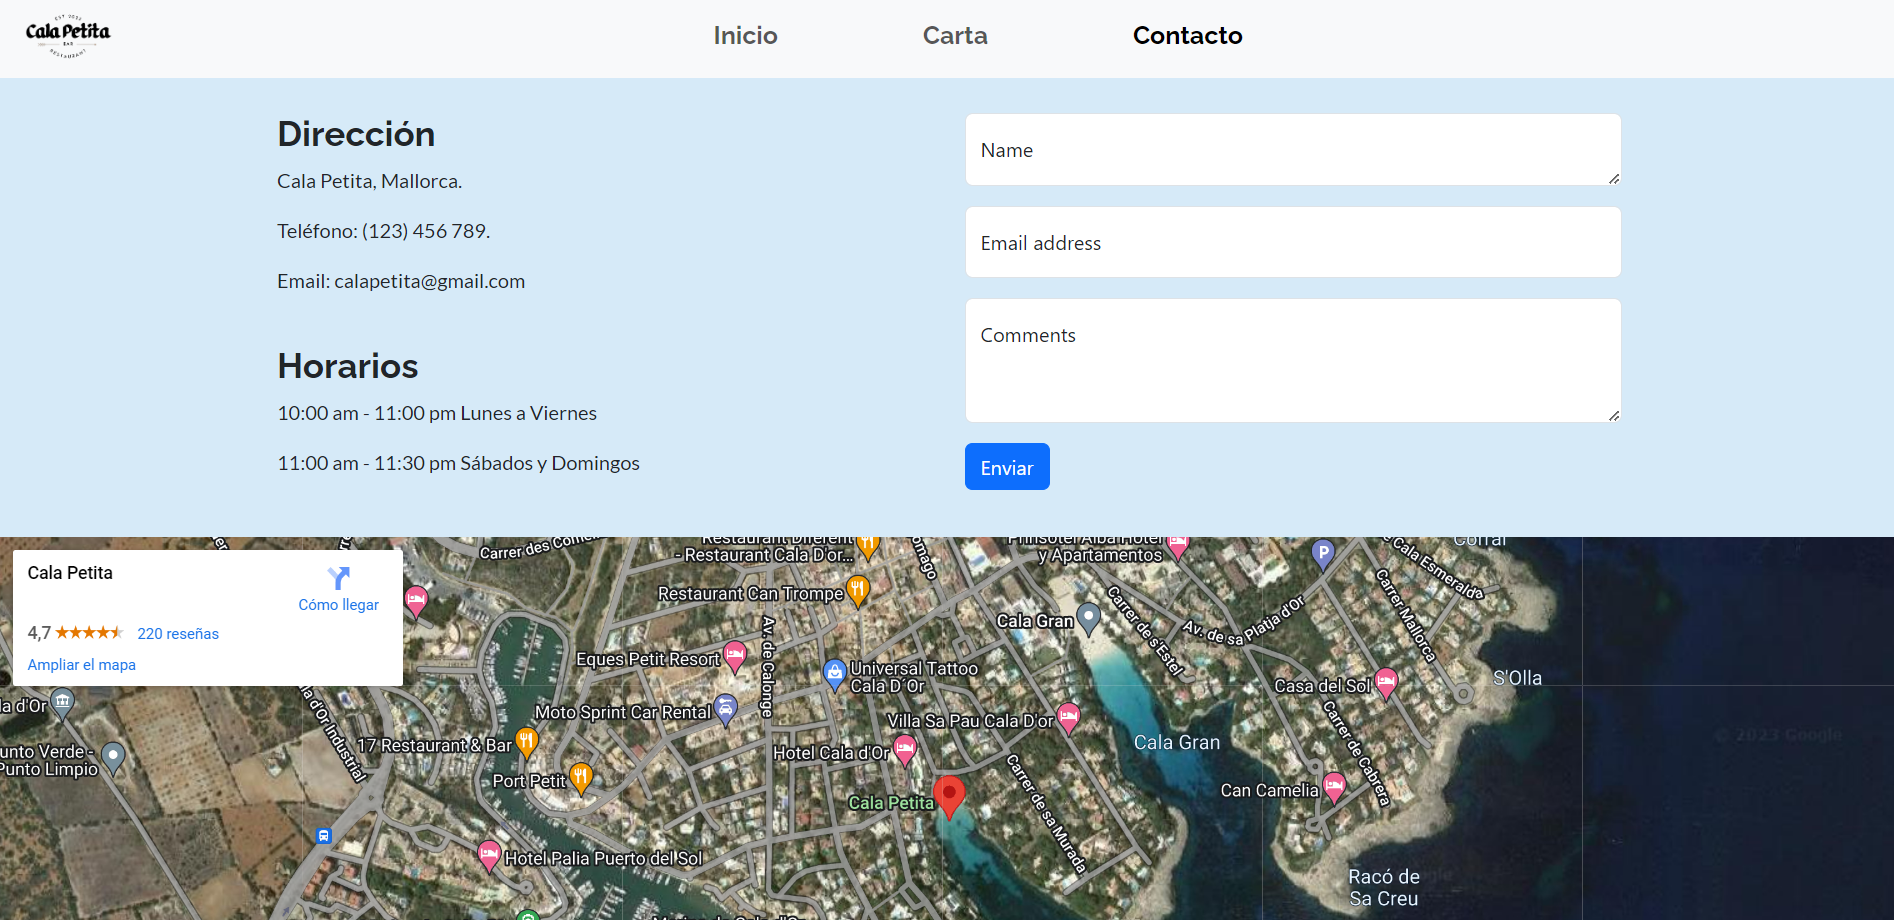 EST 2023
Cala Petita
BAR
RESTAURANT
Inicio
Carta
Contacto
Dirección
Cala Petita, Mallorca.
Teléfono: (123) 456 789.
Email: calapetita@gmail.com
Horarios
10:00 am - 11:00 pm Lunes a Viernes
11:00 am - 11:30 pm Sábados y Domingos
Name
Email address
Comments
Enviar
Cala Petita
Cómo llegar
4,7
220 reseñas
Ampliar el mapa
Carrer des
Restaurant Diferent
- Restaurant Cala D'or...
Prinsotel Alba Hotel
y Apartamentos
P
Corral
Cala Esmeralda
Carrer Mallorca
Restaurant Can Trompe
Cala Gran
Carrer de s'Estel
Av. de sa Platja d'Or
Av. de Calonge
Eques Petit Resort
Universal Tattoo
Cala D´Or
Casa del Sol
S'Olla
Moto Sprint Car Rental
Villa Sa Pau Cala D'or
Carrer de Cabrera
la d'Or
la d'Or Industrial
17 Restaurant & Bar
Hotel Cala d'Or
Cala Gran
© 2023 Google
unto Verde -
Punto Limpio
Port Petit
Cala Petita
Carrer de sa Murada
Can Camelia
Hotel Palia Puerto del Sol
Racó de
Sa Creu